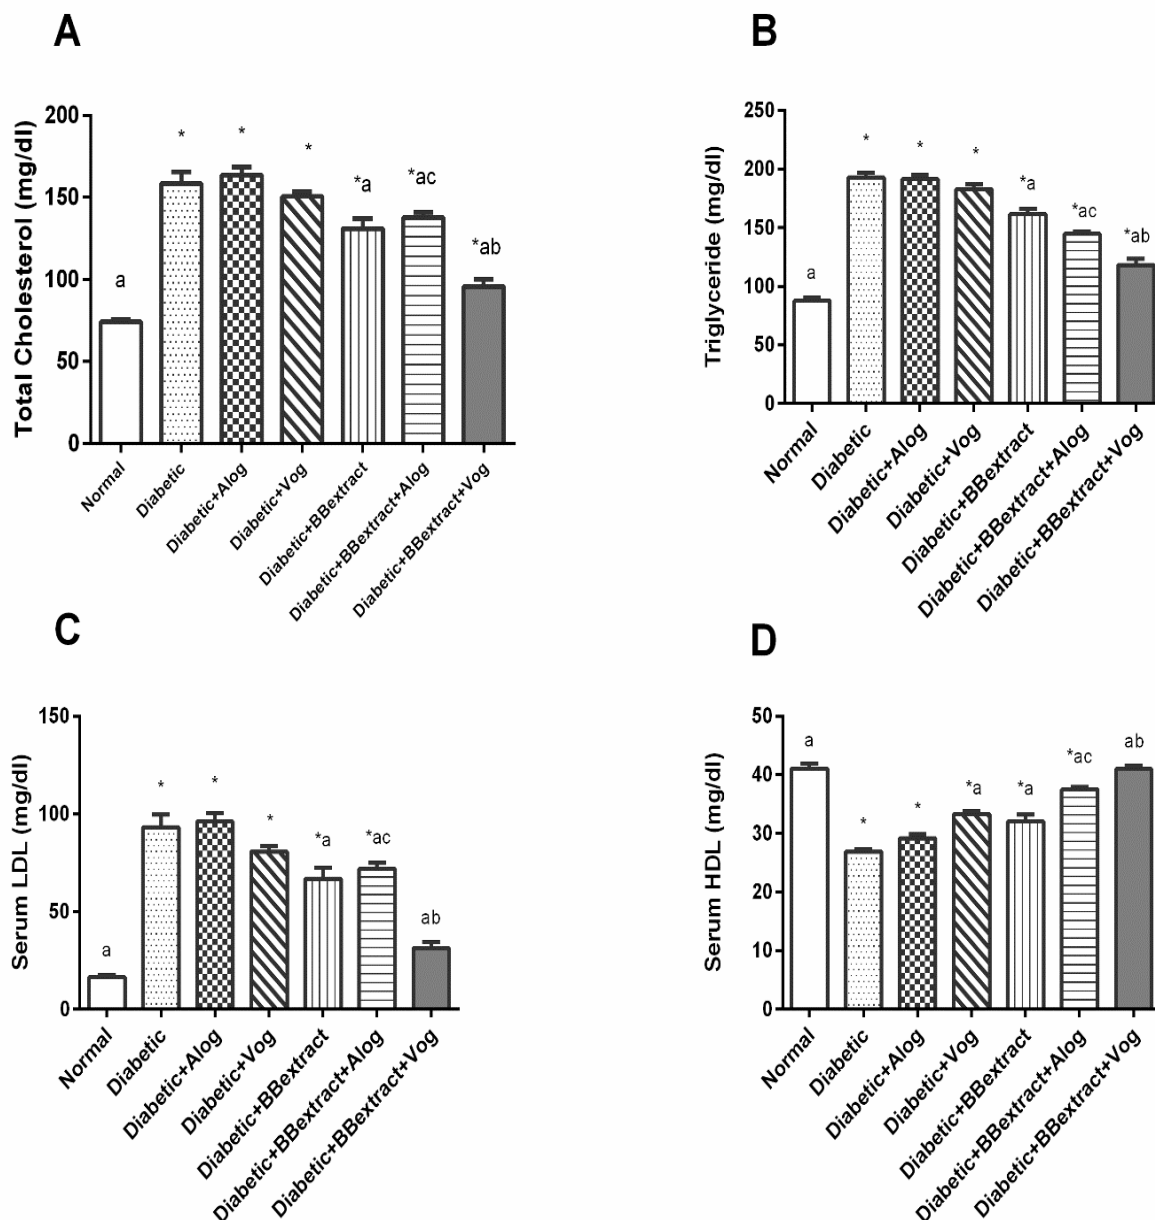 A
Total Cholesterol (mg/dl)
200
150
100
50
0
a
*
*
*
*a
*ac
*ab
Normal
Diabetic
Diabetic+Alog
Diabetic+Vog
Diabetic+BBextract
Diabetic+BBextract+Alog
Diabetic+BBextract+Vog
B
Triglyceride (mg/dl)
250
200
150
100
50
0
a
*
*
*
*a
*ac
*ab
Normal
Diabetic
Diabetic+Alog
Diabetic+Vog
Diabetic+BBextract
Diabetic+BBextract+Alog
Diabetic+BBextract+Vog
C
Serum LDL (mg/dl)
150
100
50
0
a
*
*
*
*a
*ac
ab
Normal
Diabetic
Diabetic+Alog
Diabetic+Vog
Diabetic+BBextract
Diabetic+BBextract+Alog
Diabetic+BBextract+Vog
D
Serum HDL (mg/dl)
50
40
30
20
10
0
a
*
*
*a
*a
*ac
ab
Normal
Diabetic
Diabetic+Alog
Diabetic+Vog
Diabetic+BBextract
Diabetic+BBextract+Alog
Diabetic+BBextract+Vog